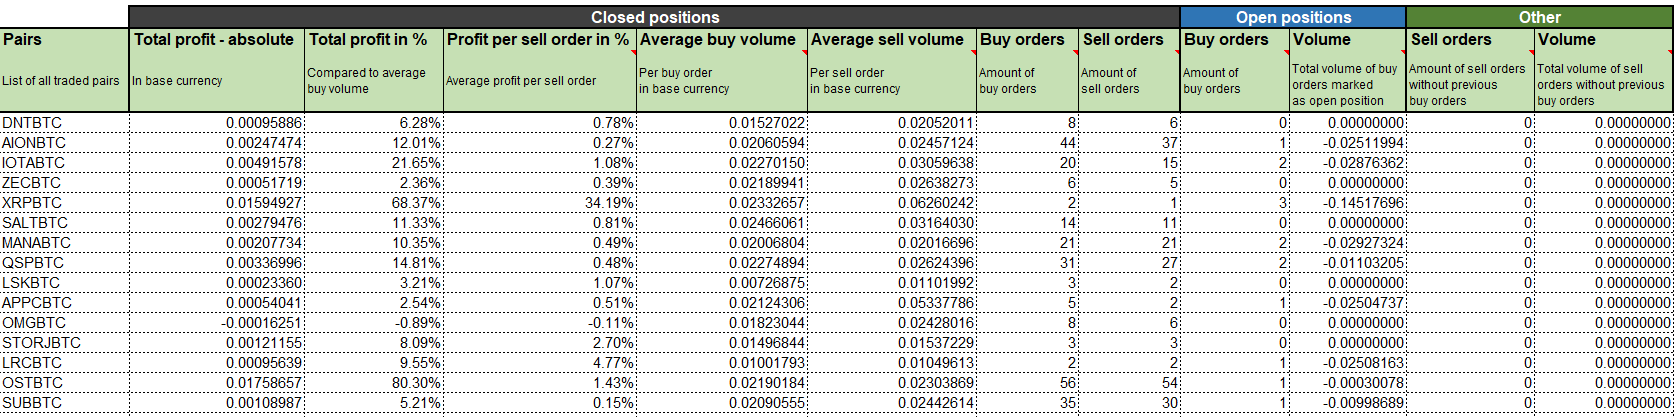 Closed positions Open positions Other
Pairs Total profit - absolute Total profit in % Profit per sell order in % Average buy volume Average sell volume Buy orders Sell orders Buy orders Volume Sell orders Volume
List of all traded pairs In base currency Compared to average buy volume Average profit per sell order Per buy order in base currency Per sell order in base currency Amount of buy orders Amount of sell orders Amount of buy orders Total volume of buy orders marked as open position Amount of sell orders without previous buy orders Total volume of sell orders without previous buy orders
DNTBTC 0.00095886 6.28% 0.78% 0.01527022 0.02052011 8 6 0 0.00000000 0 0.00000000
AIONBTC 0.00247474 12.01% 0.27% 0.02060594 0.02457124 44 37 1 -0.02511994 0 0.00000000
IOTABTC 0.00491578 21.65% 1.08% 0.02270150 0.03059638 20 15 2 -0.02876362 0 0.00000000
ZECBTC 0.00051719 2.36% 0.39% 0.02189941 0.02638273 6 5 0 0.00000000 0 0.00000000
XRPBTC 0.01594927 68.37% 34.19% 0.02332657 0.06260242 2 1 3 -0.14517696 0 0.00000000
SALTBTC 0.00279476 11.33% 0.81% 0.02466061 0.03164030 14 11 0 0.00000000 0 0.00000000
MANABTC 0.00207734 10.35% 0.49% 0.02006804 0.02016696 21 21 2 -0.02927324 0 0.00000000
QSPBTC 0.00336996 14.81% 0.48% 0.02274894 0.02624396 31 27 2 -0.01103205 0 0.00000000
LSKBTC 0.00023360 3.21% 1.07% 0.00726875 0.01101992 3 2 0 0.00000000 0 0.00000000
APPCBTC 0.00054041 2.54% 0.51% 0.02124306 0.05337786 5 2 1 -0.02504737 0 0.00000000
OMGBTC -0.00016251 -0.89% -0.11% 0.01823044 0.02428016 8 6 0 0.00000000 0 0.00000000
STORJBTC 0.00121155 8.09% 2.70% 0.01496844 0.01537229 3 3 0 0.00000000 0 0.00000000
LRCBTC 0.00095639 9.55% 4.77% 0.01001793 0.01049613 2 2 1 -0.02508163 0 0.00000000
OSTBTC 0.01758657 80.30% 1.43% 0.02190184 0.02303869 56 54 1 -0.00030078 0 0.00000000
SUBBTC 0.00108987 5.21% 0.15% 0.02090555 0.02442614 35 30 1 -0.00998689 0 0.00000000